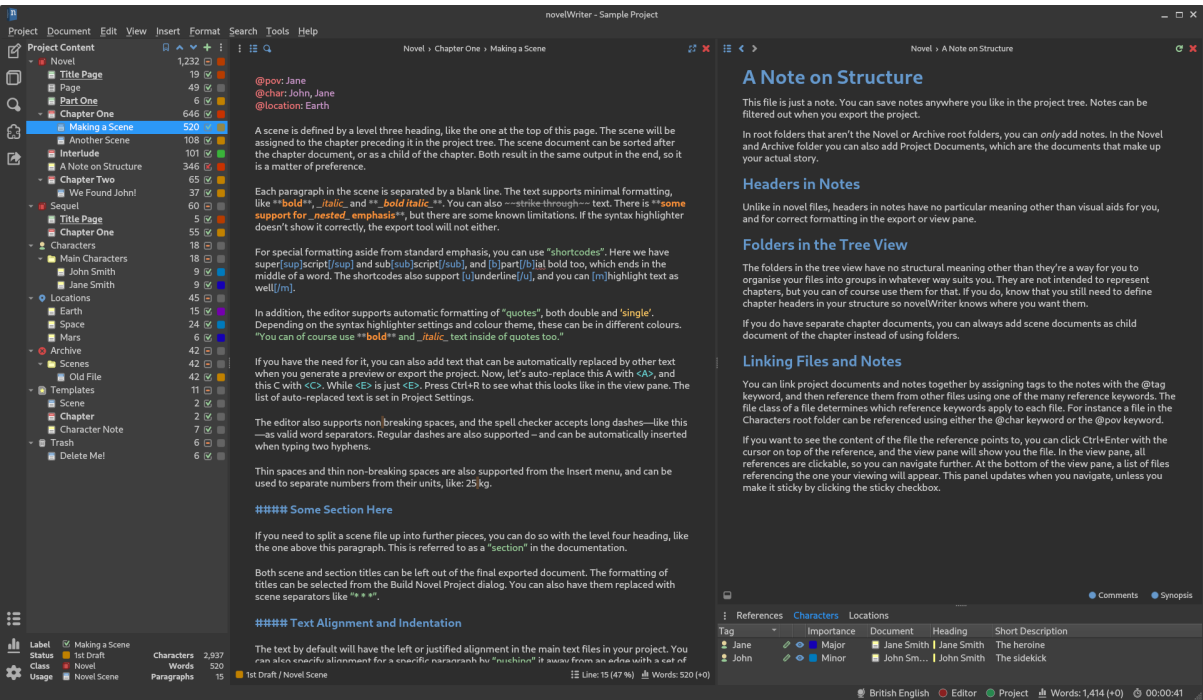 novelWriter - Sample Project
Project Document Edit View Insert Format Search Tools Help
Project Content
Novel 1,232
Title Page 19
Page 49
Part One 6
Chapter One 646
Making a Scene 520
Another Scene 108
Interlude 101
A Note on Structure 346
Chapter Two 65
We Found John! 37
Sequel 60
Title Page 5
Chapter One 55
Characters 18
Main Characters 18
John Smith 9
Jane Smith 9
Locations 45
Earth 15
Space 24
Mars 6
Archive 42
Scenes 42
Old File 42
Templates 11
Scene 2
Chapter 2
Character Note 7
Trash 6
Delete Me! 6
Label Making a Scene
Status 1st Draft Characters 2,937
Class Novel Words 520
Usage Novel Scene Paragraphs 15
Novel › Chapter One › Making a Scene
@pov: Jane
@char: John, Jane
@location: Earth
A scene is defined by a level three heading, like the one at the top of this page. The scene will be
assigned to the chapter preceding it in the project tree. The scene document can be sorted after
the chapter document, or as a child of the chapter. Both result in the same output in the end, so it
is a matter of preference.
Each paragraph in the scene is separated by a blank line. The text supports minimal formatting,
like **bold**, _italic_ and **_bold italic_**. You can also ~~strike through~~ text. There is **some
support for _nested_ emphasis**, but there are some known limitations. If the syntax highlighter
doesn’t show it correctly, the export tool will not either.
For special formatting aside from standard emphasis, you can use “shortcodes”. Here we have
super[sup]script[/sup] and sub[sub]script[/sub], and [b]part[/b]ial bold too, which ends in the
middle of a word. The shortcodes also support [u]underline[/u], and you can [m]highlight text as
well[/m].
In addition, the editor supports automatic formatting of “quotes”, both double and ‘single’.
Depending on the syntax highlighter settings and colour theme, these can be in different colours.
“You can of course use **bold** and _italic_ text inside of quotes too.”
If you have the need for it, you can also add text that can be automatically replaced by other text
when you generate a preview or export the project. Now, let’s auto-replace this A with <A>, and
this C with <C>. While <E> is just <E>. Press Ctrl+R to see what this looks like in the view pane. The
list of auto-replaced text is set in Project Settings.
The editor also supports non breaking spaces, and the spell checker accepts long dashes—like this
—as valid word separators. Regular dashes are also supported – and can be automatically inserted
when typing two hyphens.
Thin spaces and thin non-breaking spaces are also supported from the Insert menu, and can be
used to separate numbers from their units, like: 25 kg.
#### Some Section Here
If you need to split a scene file up into further pieces, you can do so with the level four heading, like
the one above this paragraph. This is referred to as a “section” in the documentation.
Both scene and section titles can be left out of the final exported document. The formatting of
titles can be selected from the Build Novel Project dialog. You can also have them replaced with
scene separators like “* * *”.
#### Text Alignment and Indentation
The text by default will have the left or justified alignment in the main text files in your project. You
can also specify alignment for a specific paragraph by “pushing” it away from an edge with a set of
1st Draft / Novel Scene Line: 15 (47 %) Words: 520 (+0)
Novel › A Note on Structure
A Note on Structure
This file is just a note. You can save notes anywhere you like in the project tree. Notes can be
filtered out when you export the project.
In root folders that aren’t the Novel or Archive root folders, you can only add notes. In the Novel
and Archive folder you can also add Project Documents, which are the documents that make up
your actual story.
Headers in Notes
Unlike in novel files, headers in notes have no particular meaning other than visual aids for you,
and for correct formatting in the export or view pane.
Folders in the Tree View
The folders in the tree view have no structural meaning other than they’re a way for you to
organise your files into groups in whatever way suits you. They are not intended to represent
chapters, but you can of course use them for that. If you do, know that you still need to define
chapter headers in your structure so novelWriter knows where you want them.
If you do have separate chapter documents, you can always add scene documents as child
document of the chapter instead of using folders.
Linking Files and Notes
You can link project documents and notes together by assigning tags to the notes with the @tag
keyword, and then reference them from other files using one of the many reference keywords. The
file class of a file determines which reference keywords apply to each file. For instance a file in the
Characters root folder can be referenced using either the @char keyword or the @pov keyword.
If you want to see the content of the file the reference points to, you can click Ctrl+Enter with the
cursor on top of the reference, and the view pane will show you the file. In the view pane, all
references are clickable, so you can navigate further. At the bottom of the view pane, a list of files
referencing the one your viewing will appear. This panel updates when you navigate, unless you
make it sticky by clicking the sticky checkbox.
Comments Synopsis
References Characters Locations
Tag Importance Document Heading Short Description
Jane Major Jane Smith Jane Smith The heroine
John Minor John Sm... John Smith The sidekick
British English Editor Project Words: 1,414 (+0) 00:00:41